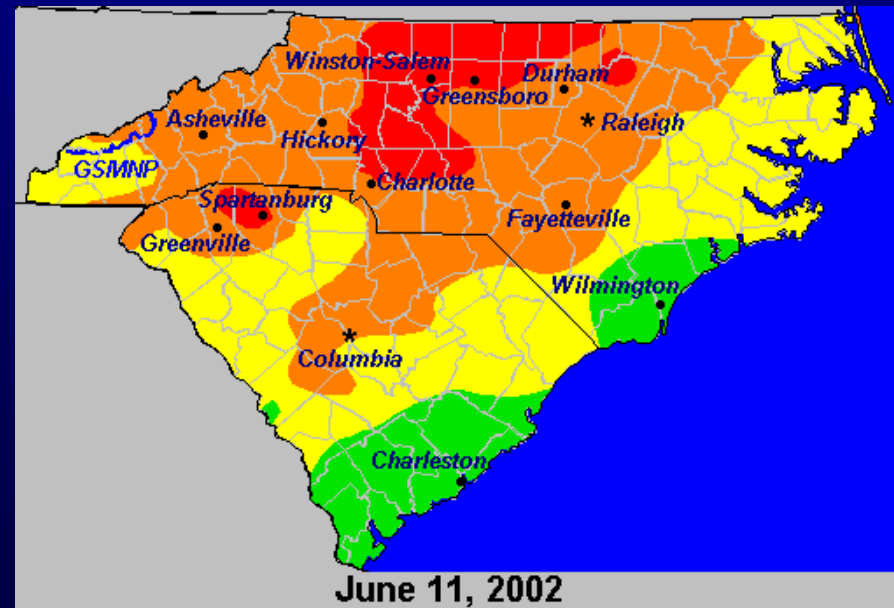 Winston-Salem
Durham
Greensboro
Asheville
Hickory
* Raleigh
GSMNP
Charlotte
Spartanburg
Fayetteville
Greenville
Wilmington
*
Columbia
Charleston
June 11, 2002